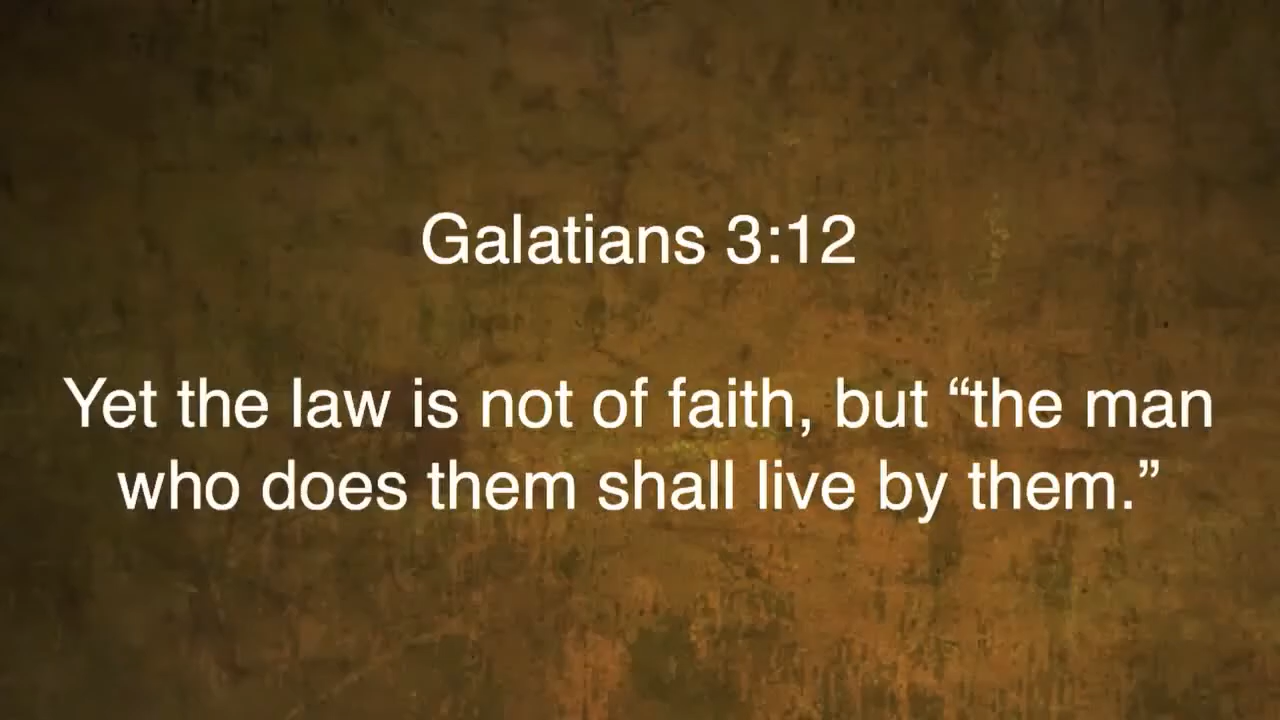 Galatians 3:12
Yet the law is not of faith, but “the man
who does them shall live by them.”